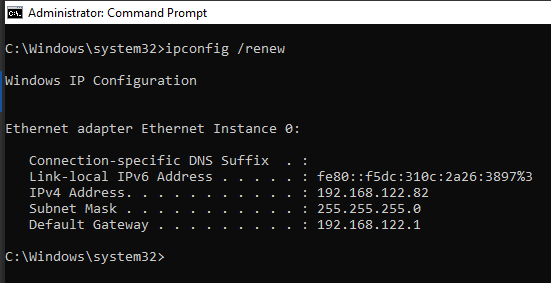 Administrator: Command Prompt
C:\Windows\system32>ipconfig /renew
Windows IP Configuration
Ethernet adapter Ethernet Instance 0:
Connection-specific DNS Suffix  . :
Link-local IPv6 Address . . . . . : fe80::f5dc:310c:2a26:3897%3
IPv4 Address. . . . . . . . . . . : 192.168.122.82
Subnet Mask . . . . . . . . . . . : 255.255.255.0
Default Gateway . . . . . . . . . : 192.168.122.1
C:\Windows\system32>